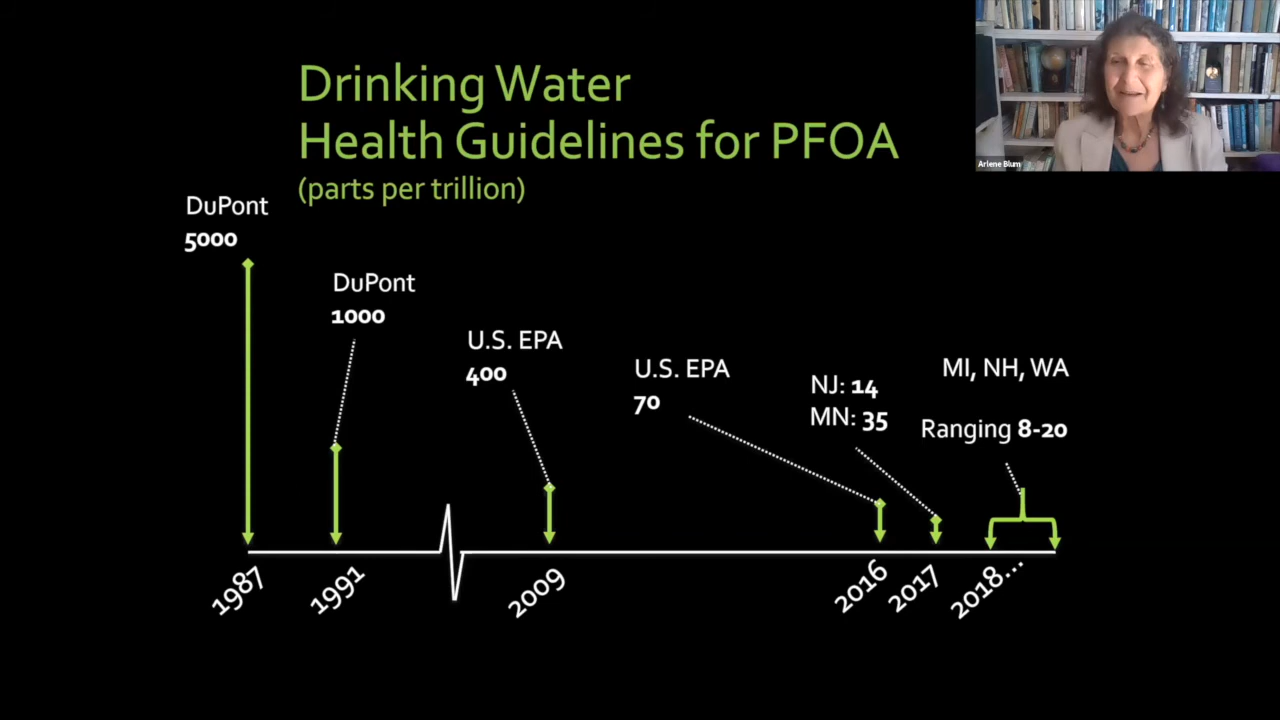 Drinking Water
Health Guidelines for PFOA
(parts per trillion)
Arlene Blum
DuPont
5000
DuPont
1000
U.S. EPA
400
U.S. EPA
70
NJ: 14
MN: 35
MI, NH, WA
Ranging 8-20
1987
1991
2009
2016
2017
2018...